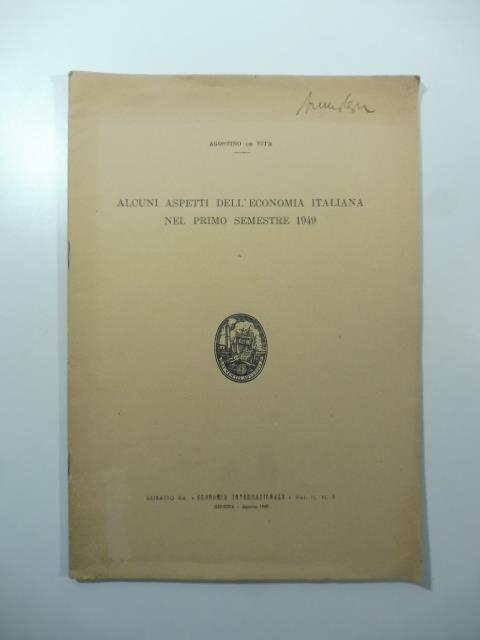 AGOSTINO DE VITA
ALCUNI ASPETTI DELL'ECONOMIA ITALIANA
NEL PRIMO SEMESTRE 1949
ESTRATTO DA « ECONOMIA INTERNAZIONALE » VOL. II, N. 3
GENOVA - Agosto 1949